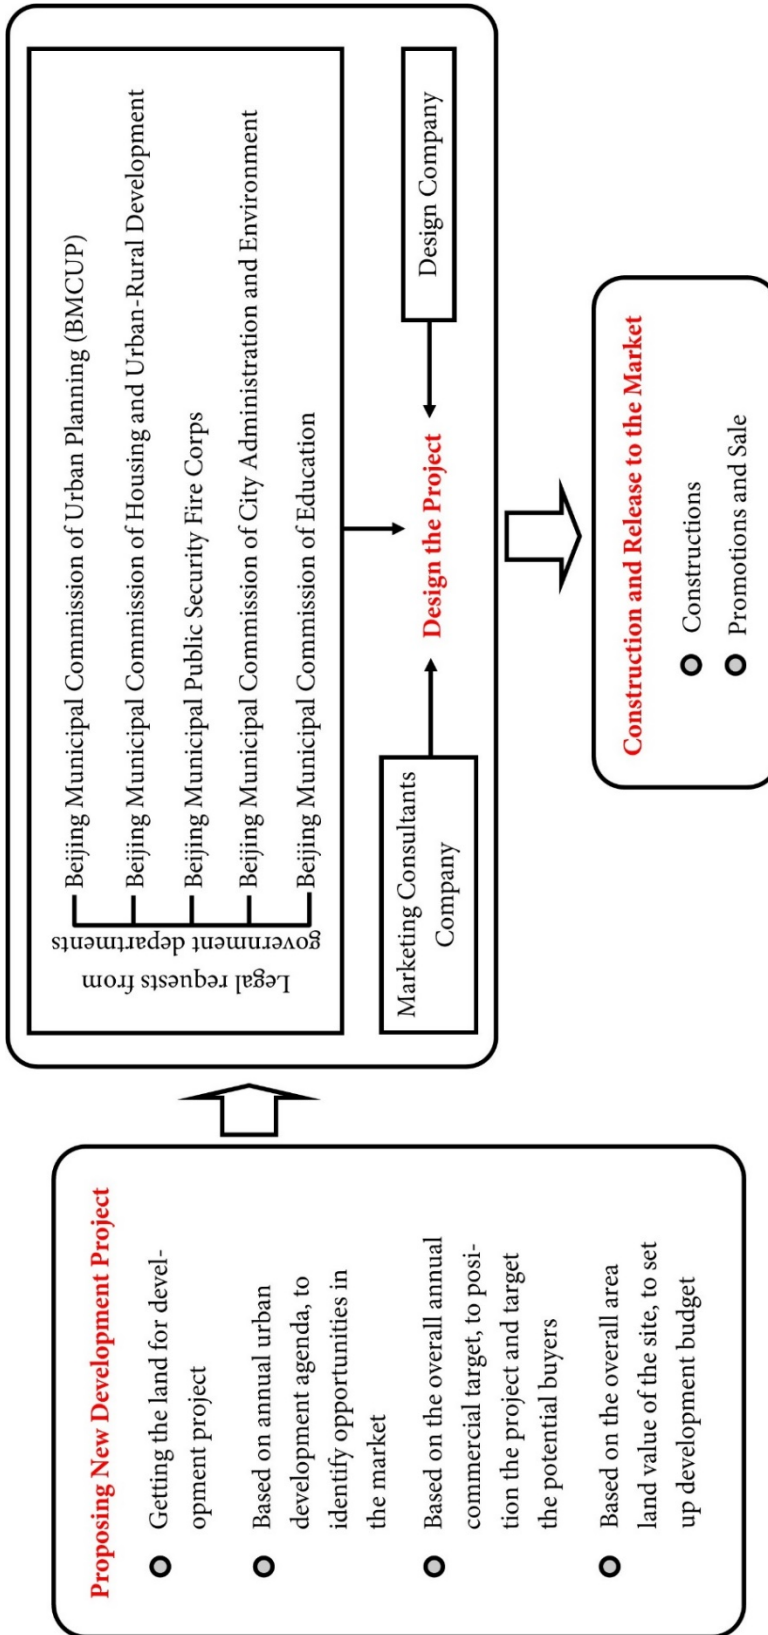 Proposing New Development Project
Getting the land for devel-
opment project
Based on annual urban
development agenda, to
identify opportunities in
the market
Based on the overall annual
commercial target, to posi-
tion the project and target
the potential buyers
Based on the overall area
land value of the site, to set
up development budget
Legal requests from
government departments
Beijing Municipal Commission of Urban Planning (BMCUP)
Beijing Municipal Commission of Housing and Urban-Rural Development
Beijing Municipal Public Security Fire Corps
Beijing Municipal Commission of City Administration and Environment
Beijing Municipal Commission of Education
Marketing Consultants
Company
Design the Project
Design Company
Construction and Release to the Market
Constructions
Promotions and Sale